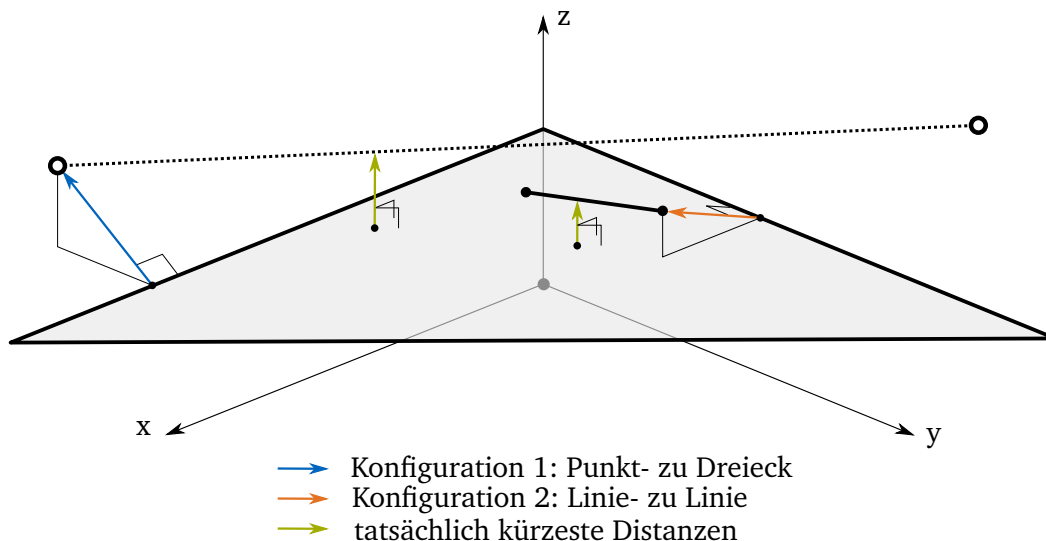 z
x
y
Konfiguration 1: Punkt- zu Dreieck
Konfiguration 2: Linie- zu Linie
tatsächlich kürzeste Distanzen